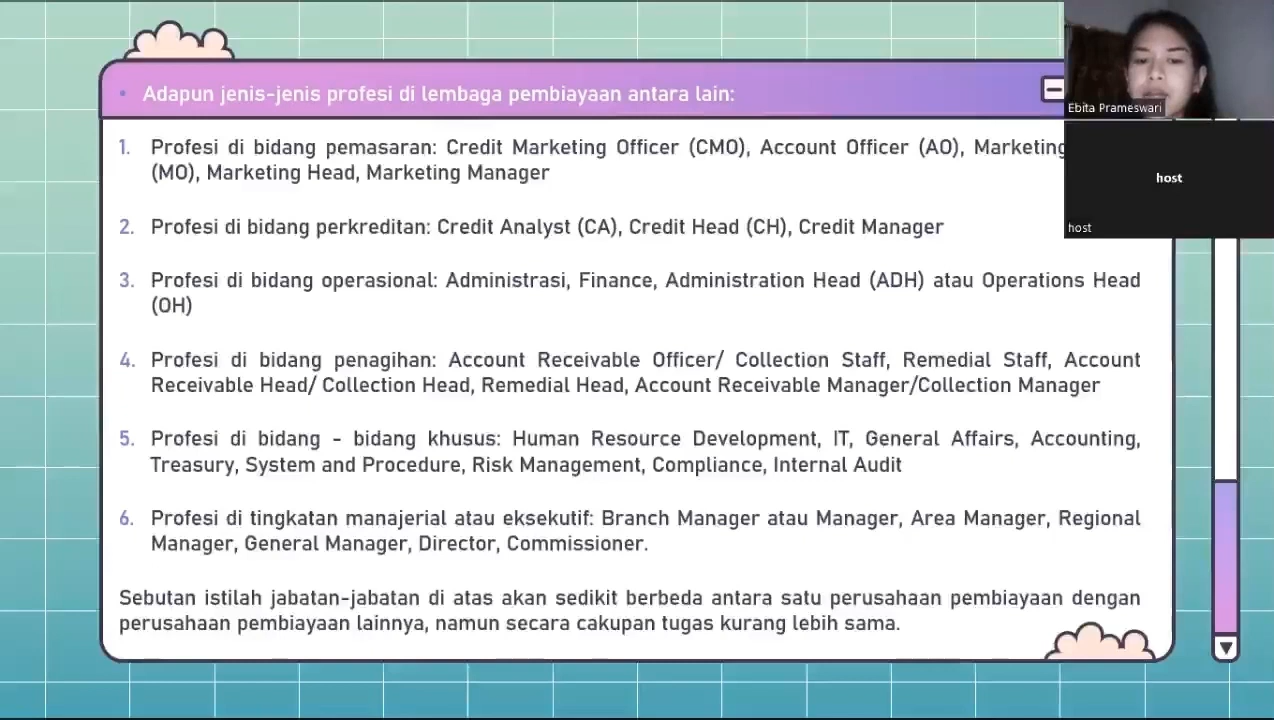 • Adapun jenis-jenis profesi di lembaga pembiayaan antara lain:
1. Profesi di bidang pemasaran: Credit Marketing Officer (CMO), Account Officer (AO), Marketing
(MO), Marketing Head, Marketing Manager
2. Profesi di bidang perkreditan: Credit Analyst (CA), Credit Head (CH), Credit Manager
3. Profesi di bidang operasional: Administrasi, Finance, Administration Head (ADH) atau Operations Head
(OH)
4. Profesi di bidang penagihan: Account Receivable Officer/ Collection Staff, Remedial Staff, Account
Receivable Head/ Collection Head, Remedial Head, Account Receivable Manager/Collection Manager
5. Profesi di bidang - bidang khusus: Human Resource Development, IT, General Affairs, Accounting,
Treasury, System and Procedure, Risk Management, Compliance, Internal Audit
6. Profesi di tingkatan manajerial atau eksekutif: Branch Manager atau Manager, Area Manager, Regional
Manager, General Manager, Director, Commissioner.
Sebutan istilah jabatan-jabatan di atas akan sedikit berbeda antara satu perusahaan pembiayaan dengan
perusahaan pembiayaan lainnya, namun secara cakupan tugas kurang lebih sama.
Ebita Prameswari
host
host